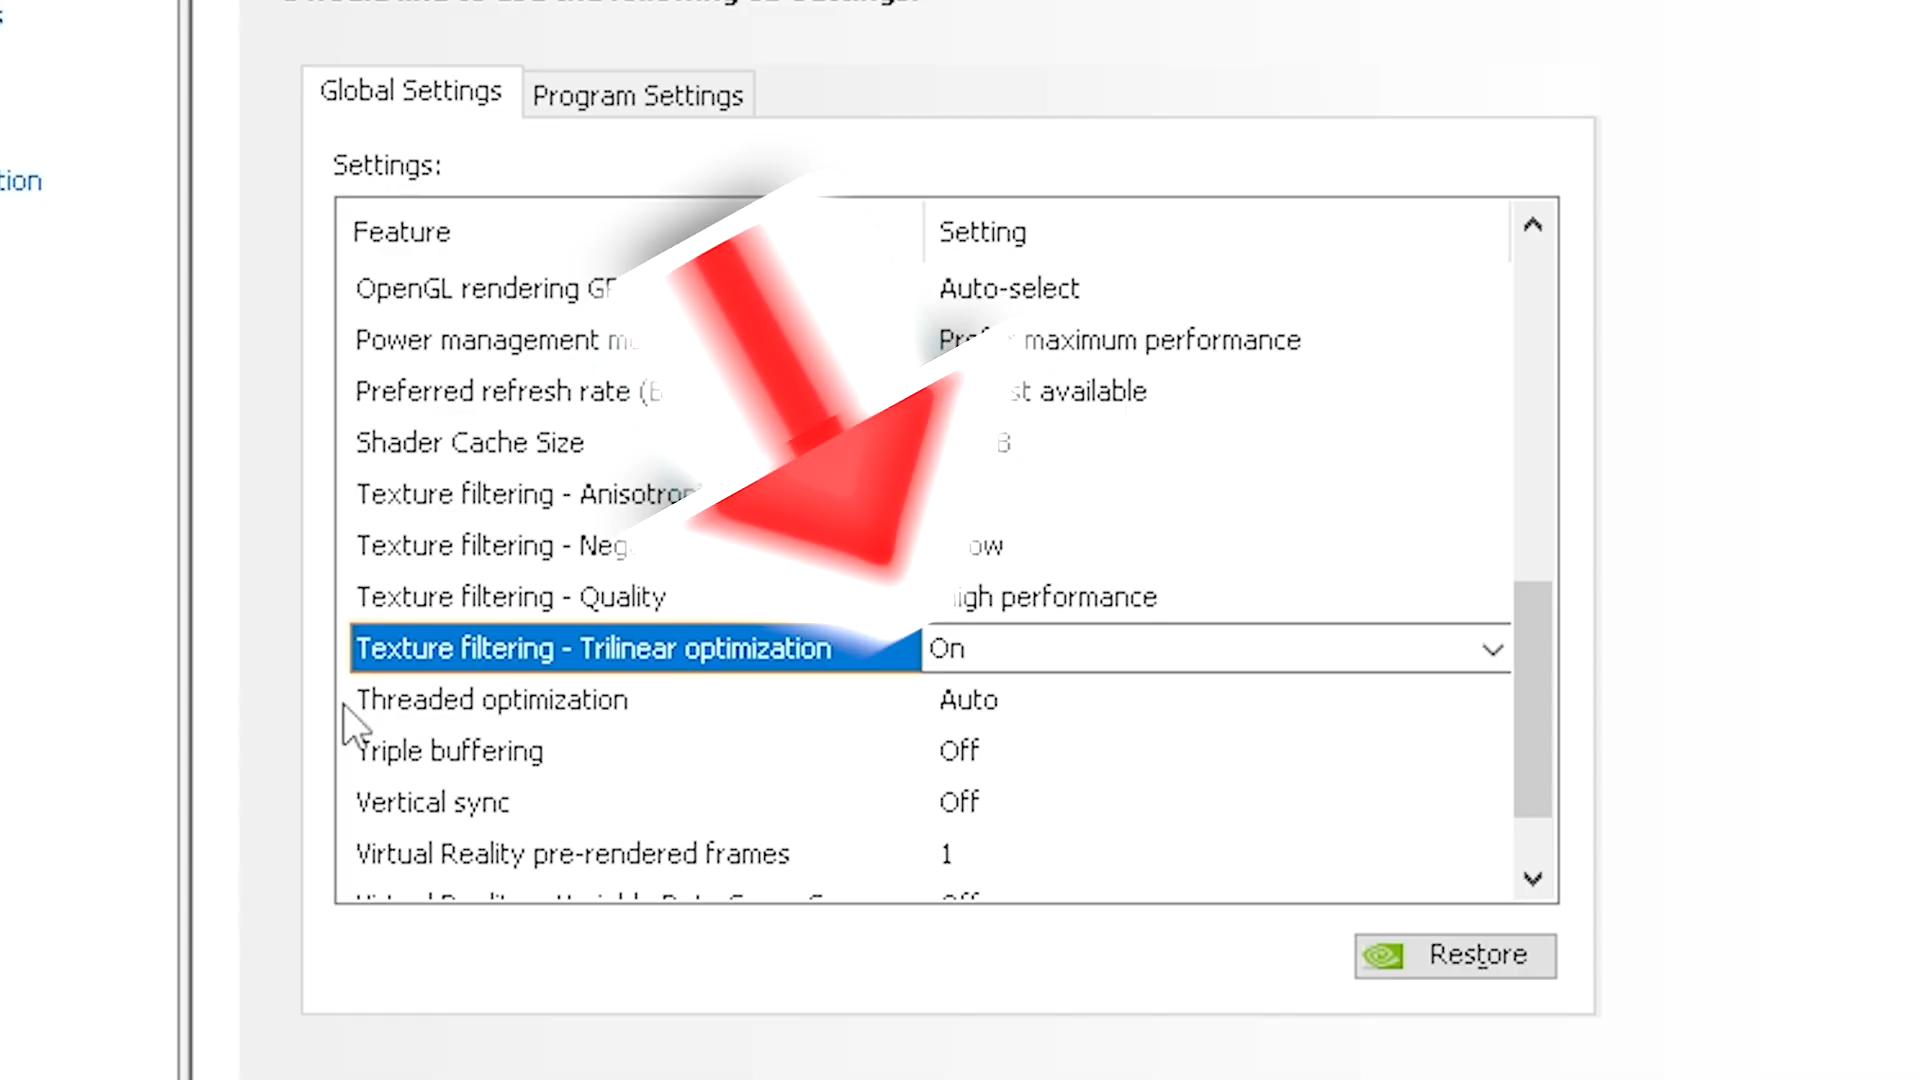 Global Settings Program Settings
Settings:
tion
Feature Setting
OpenGL rendering Auto-select
Power management maximum performance
Preferred refresh rate available
Shader Cache Size
Texture filtering -
Texture filtering -
Texture filtering - Quality performance
Texture filtering - Trilinear optimization On
Threaded optimization Auto
Triple buffering Off
Vertical sync Off
Virtual Reality pre-rendered frames 1
Restore